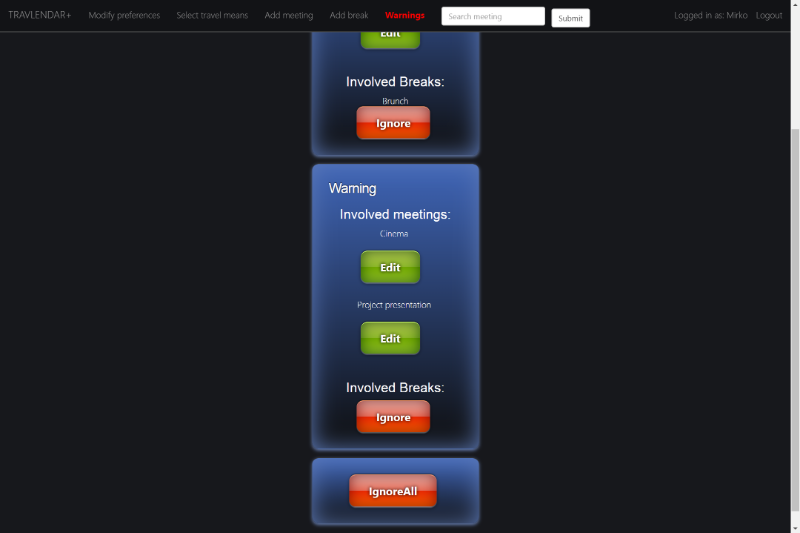 TRAVLENDAR+ Modify preferences Select travel means Add meeting Add break Warnings Search meeting Submit Logged in as: Mirko Logout
Edit
Involved Breaks:
Brunch
Ignore
Warning
Involved meetings:
Cinema
Edit
Project presentation
Edit
Involved Breaks:
Ignore
IgnoreAll